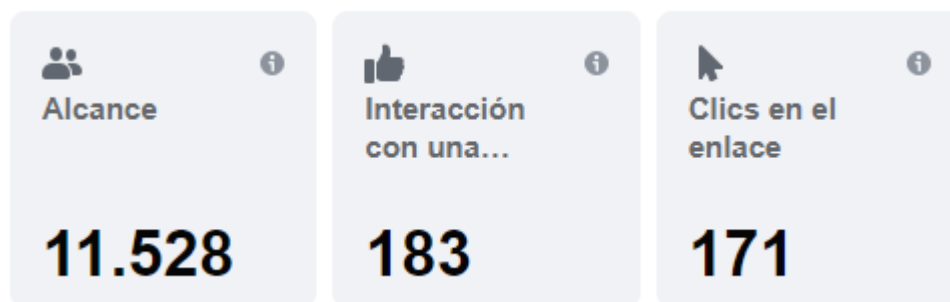 Alcance
11.528
Interacción
con una...
183
Clics en el
enlace
171